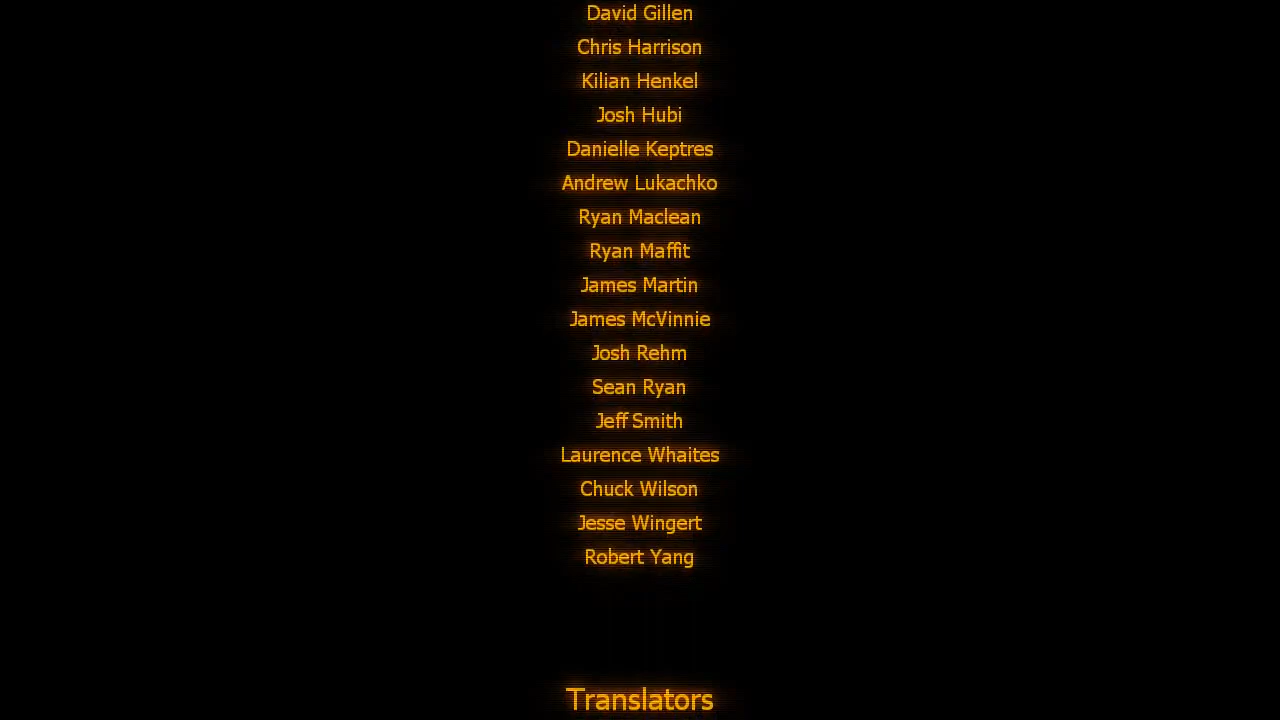 David Gillen
Chris Harrison
Kilian Henkel
Josh Hubi
Danielle Keptres
Andrew Lukachko
Ryan Maclean
Ryan Maffit
James Martin
James McVinnie
Josh Rehm
Sean Ryan
Jeff Smith
Laurence Whaites
Chuck Wilson
Jesse Wingert
Robert Yang
Translators